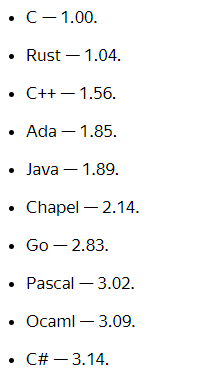 • C — 1.00.
• Rust — 1.04.
• C++ — 1.56.
• Ada — 1.85.
• Java — 1.89.
• Chapel — 2.14.
• Go — 2.83.
• Pascal — 3.02.
• Ocaml — 3.09.
• C# — 3.14.